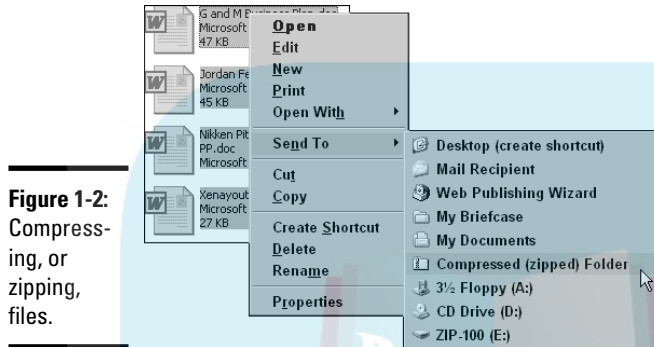 G and M Business Plan.doc
Microsoft
47 KB
Jordan Fe
Microsoft
45 KB
Nikken Pit
PP.doc
Microsoft
Xenayout
Microsoft
27 KB
Open
Edit
New
Print
Open With
Send To
Cut
Copy
Create Shortcut
Delete
Rename
Properties
Desktop (create shortcut)
Mail Recipient
Web Publishing Wizard
My Briefcase
My Documents
Compressed (zipped) Folder
3½ Floppy (A:)
CD Drive (D:)
ZIP-100 (E:)
Figure 1-2:
Compress-
ing, or
zipping,
files.